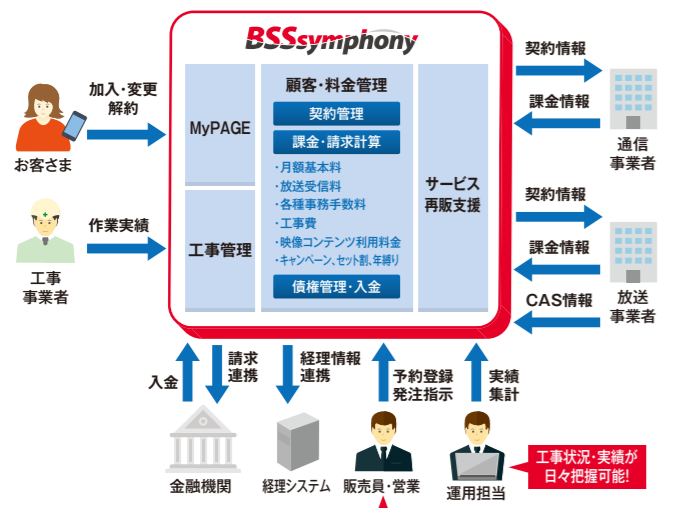 BSSsymphony
加入・変更
解約
お客さま
作業実績
工事
事業者
MyPAGE
工事管理
顧客・料金管理
契約管理
課金・請求計算
・月額基本料
・放送受信料
・各種事務手数料
・工事費
・映像コンテンツ利用料金
・キャンペーン、セット割、年縛り
債権管理・入金
サービス
再販支援
契約情報
課金情報
通信
事業者
契約情報
課金情報
CAS情報
放送
事業者
入金
請求
連携
経理情報
連携
予約登録
発注指示
実績
集計
金融機関
経理システム
販売員・営業
運用担当
工事状況・実績が
日々把握可能!